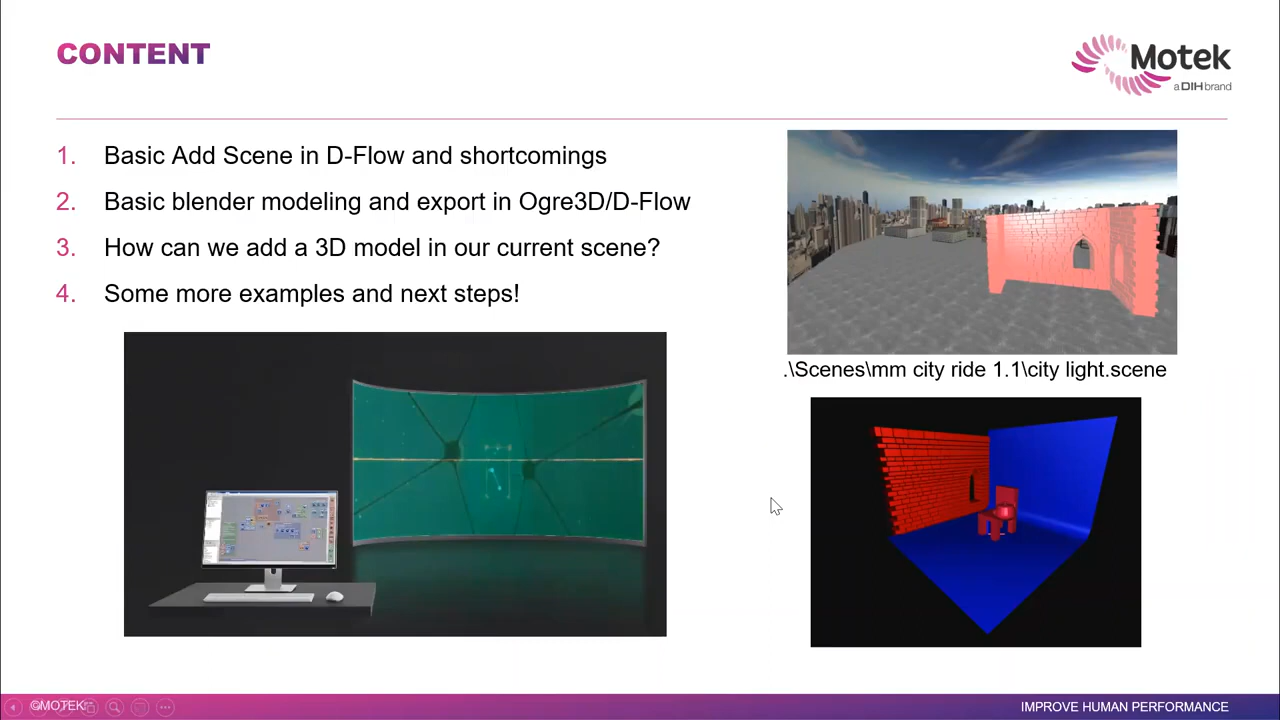 CONTENT
Motek
a DIH brand
1. Basic Add Scene in D-Flow and shortcomings
2. Basic blender modeling and export in Ogre3D/D-Flow
3. How can we add a 3D model in our current scene?
4. Some more examples and next steps!
.\Scenes\mm city ride 1.1\city light.scene
©MOTEK
IMPROVE HUMAN PERFORMANCE